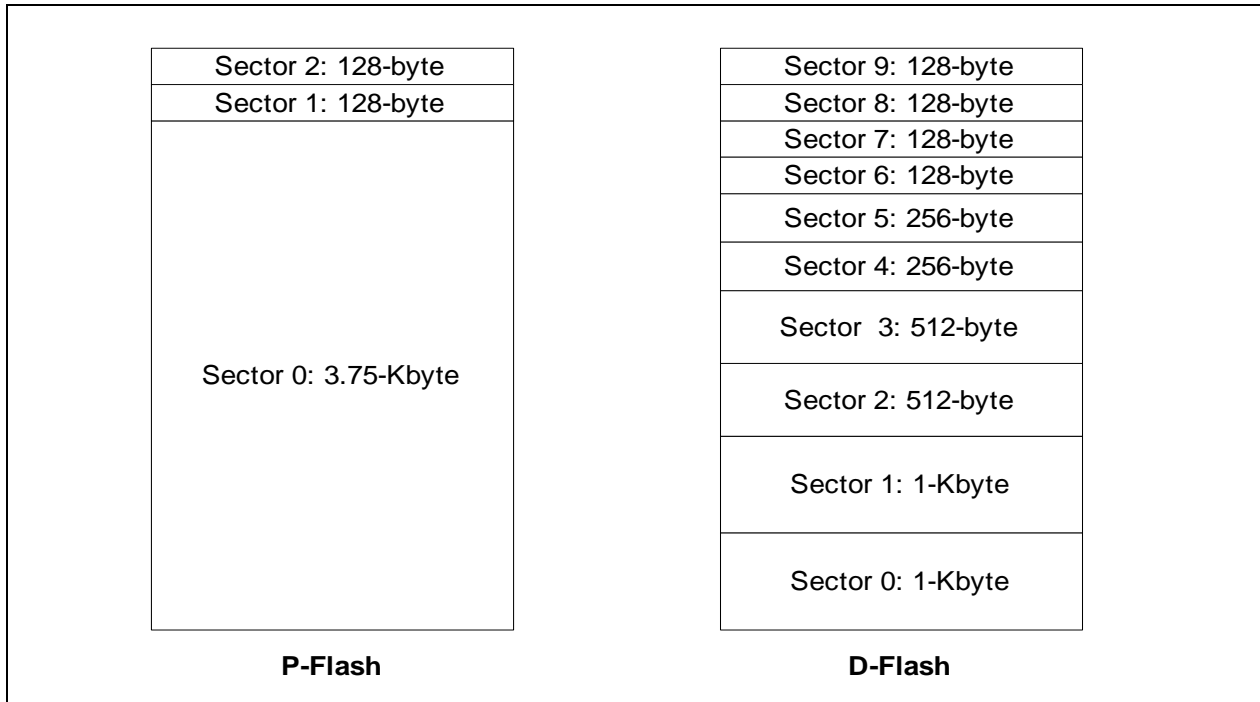 Sector 2: 128-byte
Sector 1: 128-byte
Sector 0: 3.75-Kbyte
P-Flash
Sector 9: 128-byte
Sector 8: 128-byte
Sector 7: 128-byte
Sector 6: 128-byte
Sector 5: 256-byte
Sector 4: 256-byte
Sector 3: 512-byte
Sector 2: 512-byte
Sector 1: 1-Kbyte
Sector 0: 1-Kbyte
D-Flash